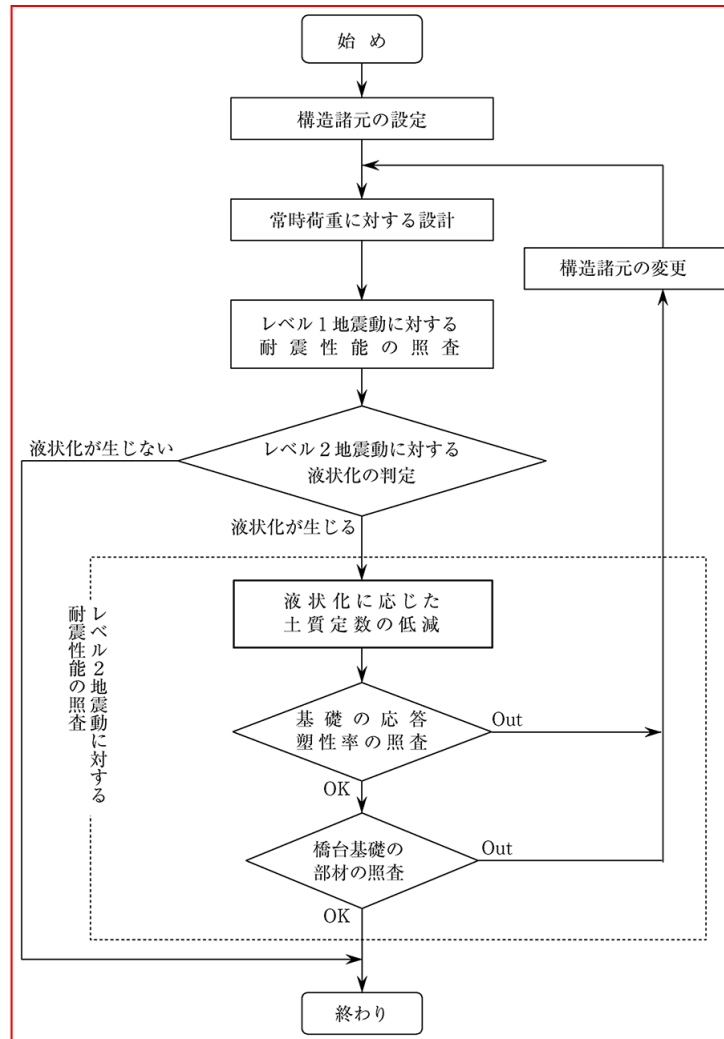 始め
構造諸元の設定
常時荷重に対する設計
構造諸元の変更
レベル１地震動に対する
耐震性能の照査
レベル２地震動に対する
液状化の判定
液状化が生じない
液状化が生じる
レベル２地震動に対する
耐震性能の照査
液状化に応じた
土質定数の低減
基礎の応答
塑性率の照査
Out
OK
橋台基礎の
部材の照査
Out
OK
終わり